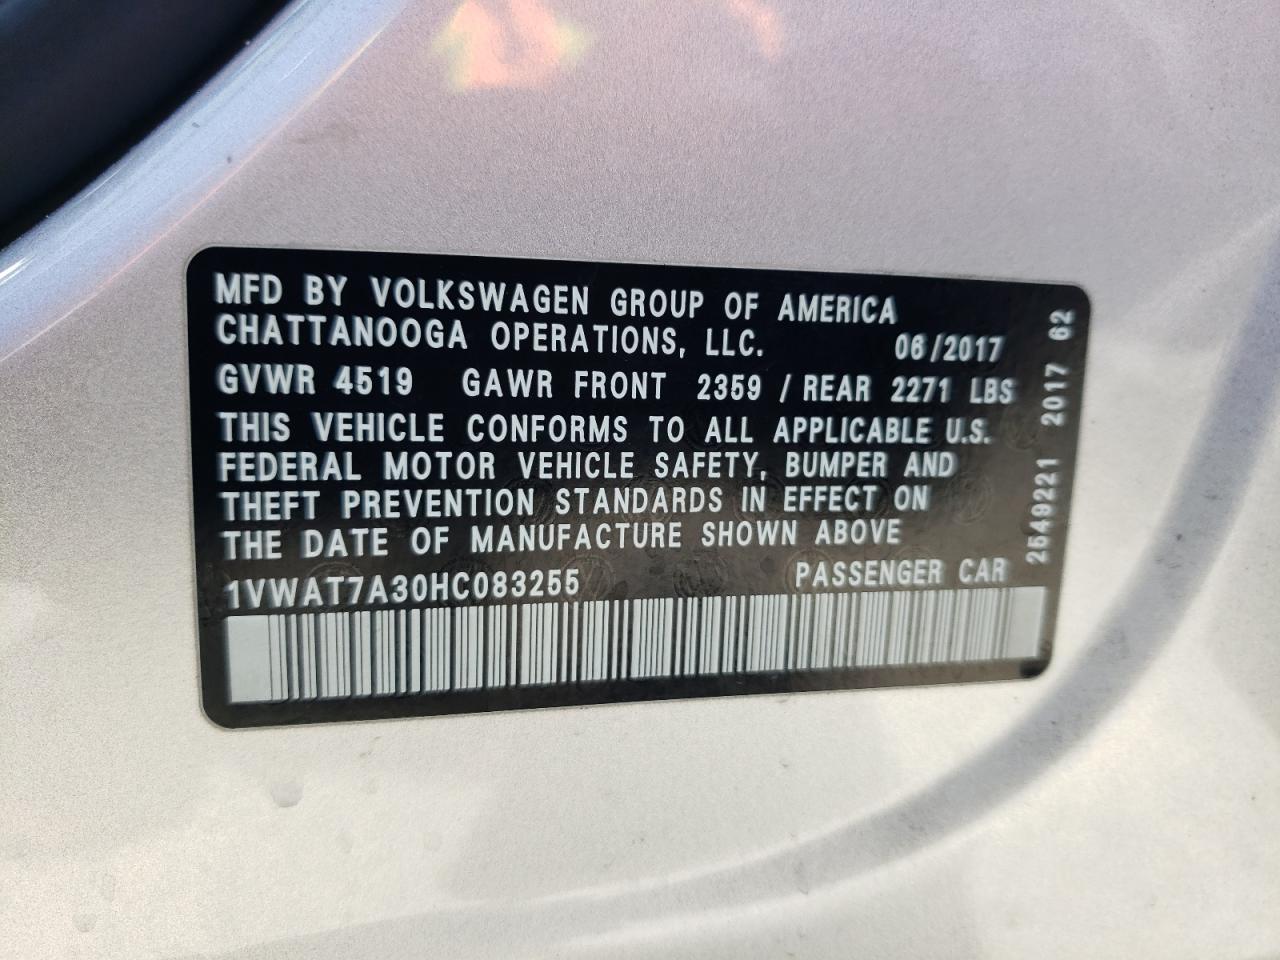 MFD BY VOLKSWAGEN GROUP OF AMERICA
CHATTANOOGA OPERATIONS, LLC. 06/2017
GVWR 4519 GAWR FRONT 2359 / REAR 2271 LBS
THIS VEHICLE CONFORMS TO ALL APPLICABLE U.S.
FEDERAL MOTOR VEHICLE SAFETY, BUMPER AND
THEFT PREVENTION STANDARDS IN EFFECT ON
THE DATE OF MANUFACTURE SHOWN ABOVE
1VWAT7A30HC083255 PASSENGER CAR
2549221 2017 62